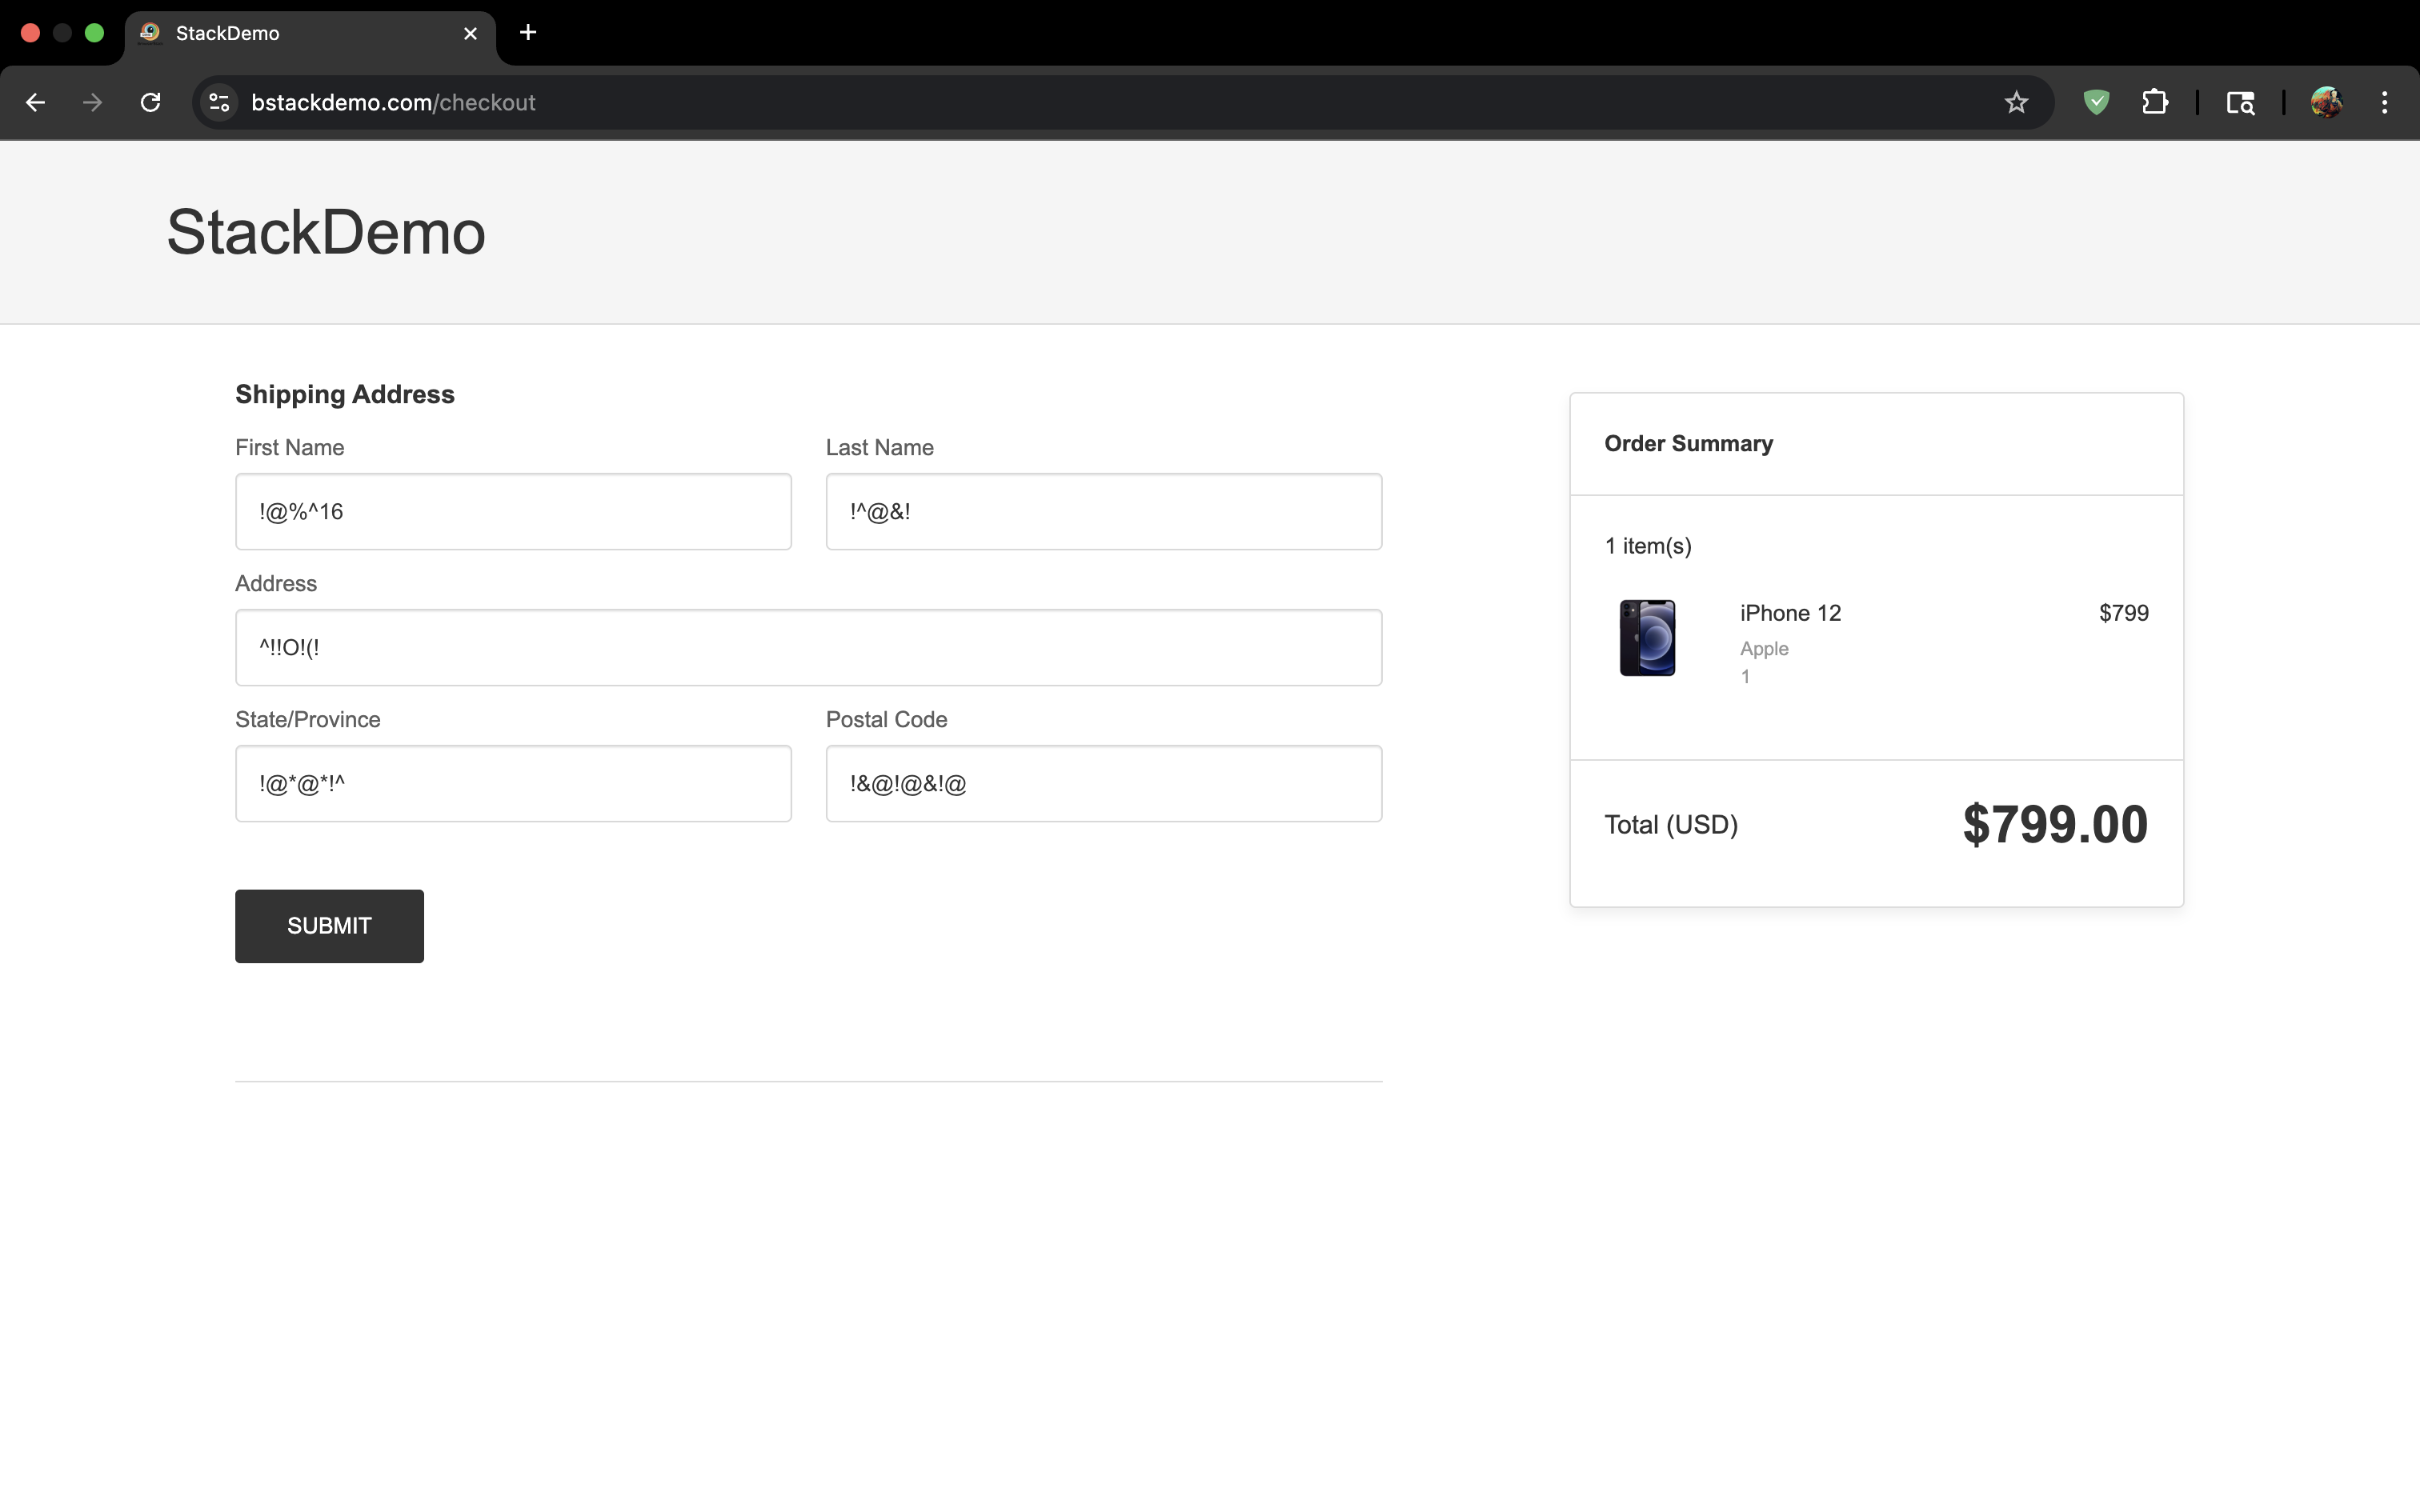 StackDemo
bstackdemo.com/checkout
StackDemo
Shipping Address
First Name
Last Name
!@%^16
!^@&!
Address
^!!O!(!
State/Province
Postal Code
!@*@*!^
!&@!@&!@
SUBMIT
Order Summary
1 item(s)
iPhone 12
$799
Apple
1
Total (USD)
$799.00